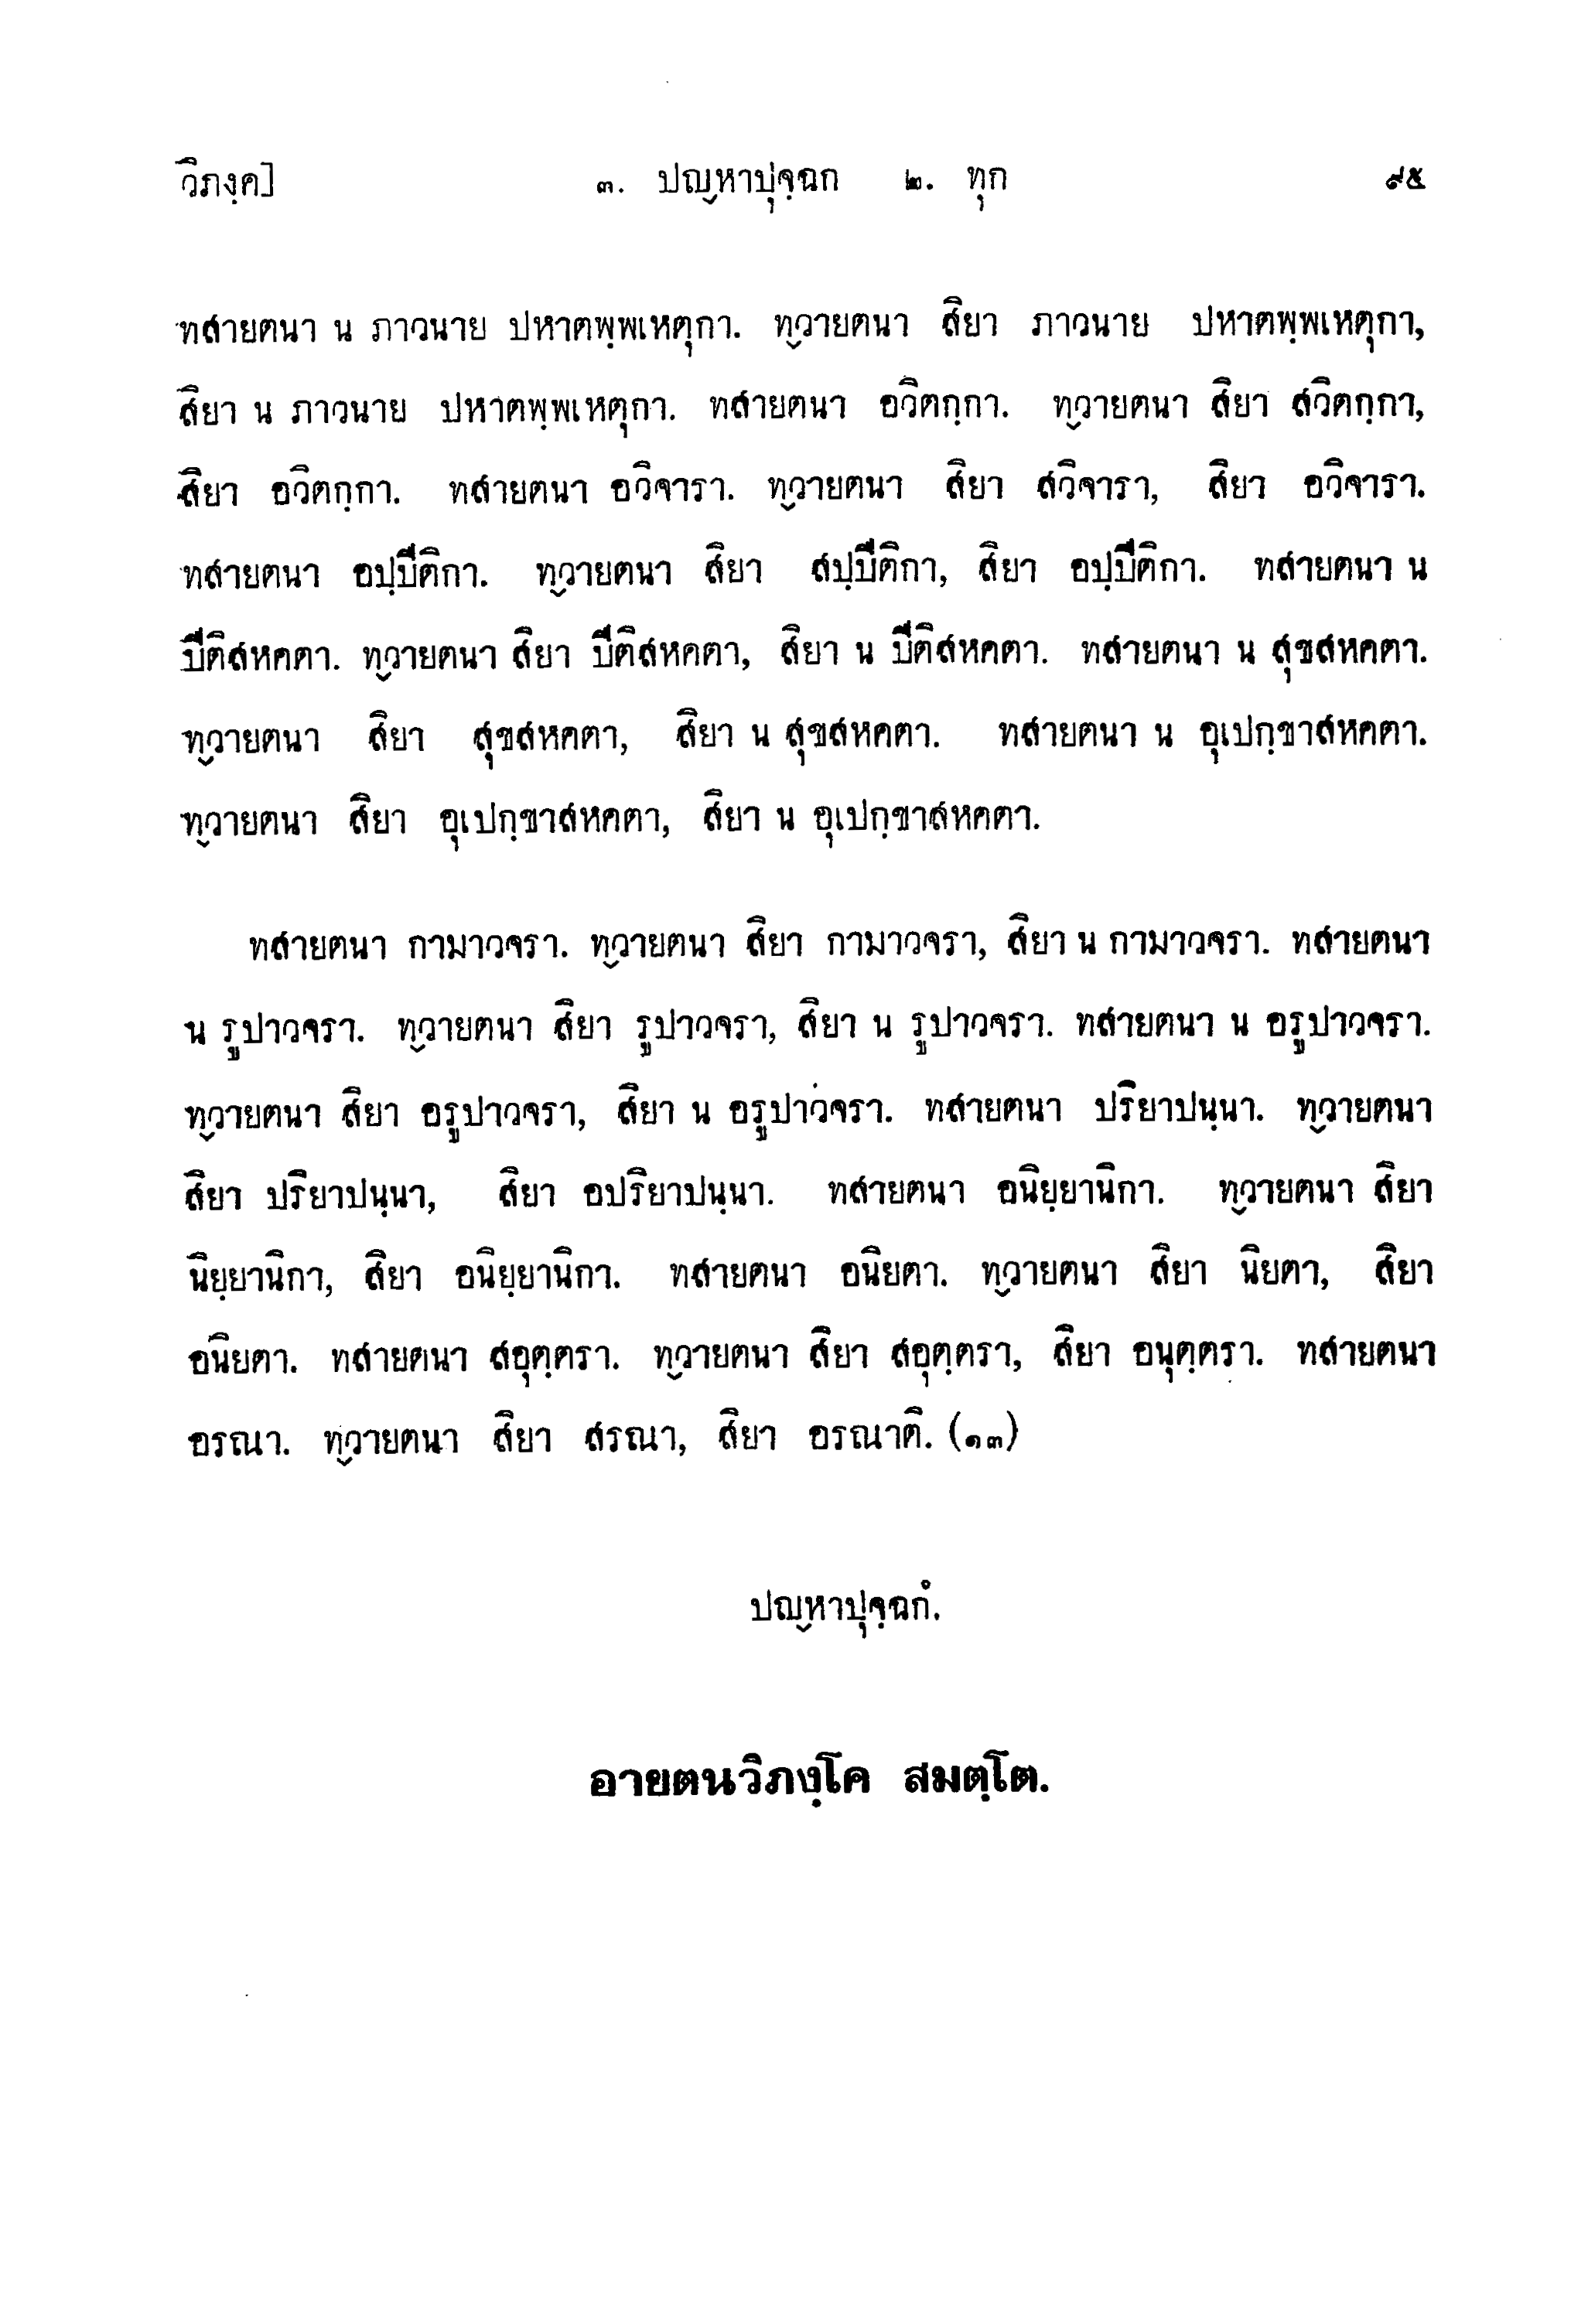 วิภงฺค] ๓. ปญฺหาปุจฺฉก ๒. ทุก ๙๕
ทสายตนา น ภาวนาย ปหาตพฺพเหตุกา. ทฺวายตนา สิยา ภาวนาย ปหาตพฺพเหตุกา,
สิยา น ภาวนาย ปหาตพฺพเหตุกา. ทสายตนา อวิตกฺกา. ทฺวายตนา สิยา สวิตกฺกา,
สิยา อวิตกฺกา. ทสายตนา อวิจารา. ทฺวายตนา สิยา สวิจารา, สิยา อวิจารา.
ทสายตนา อปฺปีติกา. ทฺวายตนา สิยา สปฺปีติกา, สิยา อปฺปีติกา. ทสายตนา น
ปีติสหคตา. ทฺวายตนา สิยา ปีติสหคตา, สิยา น ปีติสหคตา. ทสายตนา น สุขสหคตา.
ทฺวายตนา สิยา สุขสหคตา, สิยา น สุขสหคตา. ทสายตนา น อุเปกฺขาสหคตา.
ทฺวายตนา สิยา อุเปกฺขาสหคตา, สิยา น อุเปกฺขาสหคตา.
ทสายตนา กามาวจรา. ทฺวายตนา สิยา กามาวจรา, สิยา น กามาวจรา. ทสายตนา
น รูปาวจรา. ทฺวายตนา สิยา รูปาวจรา, สิยา น รูปาวจรา. ทสายตนา น อรูปาวจรา.
ทฺวายตนา สิยา อรูปาวจรา, สิยา น อรูปาวจรา. ทสายตนา ปริยาปนฺนา. ทฺวายตนา
สิยา ปริยาปนฺนา, สิยา อปริยาปนฺนา. ทสายตนา อนิยฺยานิกา. ทฺวายตนา สิยา
นิยฺยานิกา, สิยา อนิยฺยานิกา. ทสายตนา อนิยตา. ทฺวายตนา สิยา นิยตา, สิยา
อนิยตา. ทสายตนา สอุตฺตรา. ทฺวายตนา สิยา สอุตฺตรา, สิยา อนุตฺตรา. ทสายตนา
อรณา. ทฺวายตนา สิยา สรณา, สิยา อรณาติ. (๑๓)
ปญฺหาปุจฺฉกํ.
อายตนวิภงฺโค สมตฺโต.